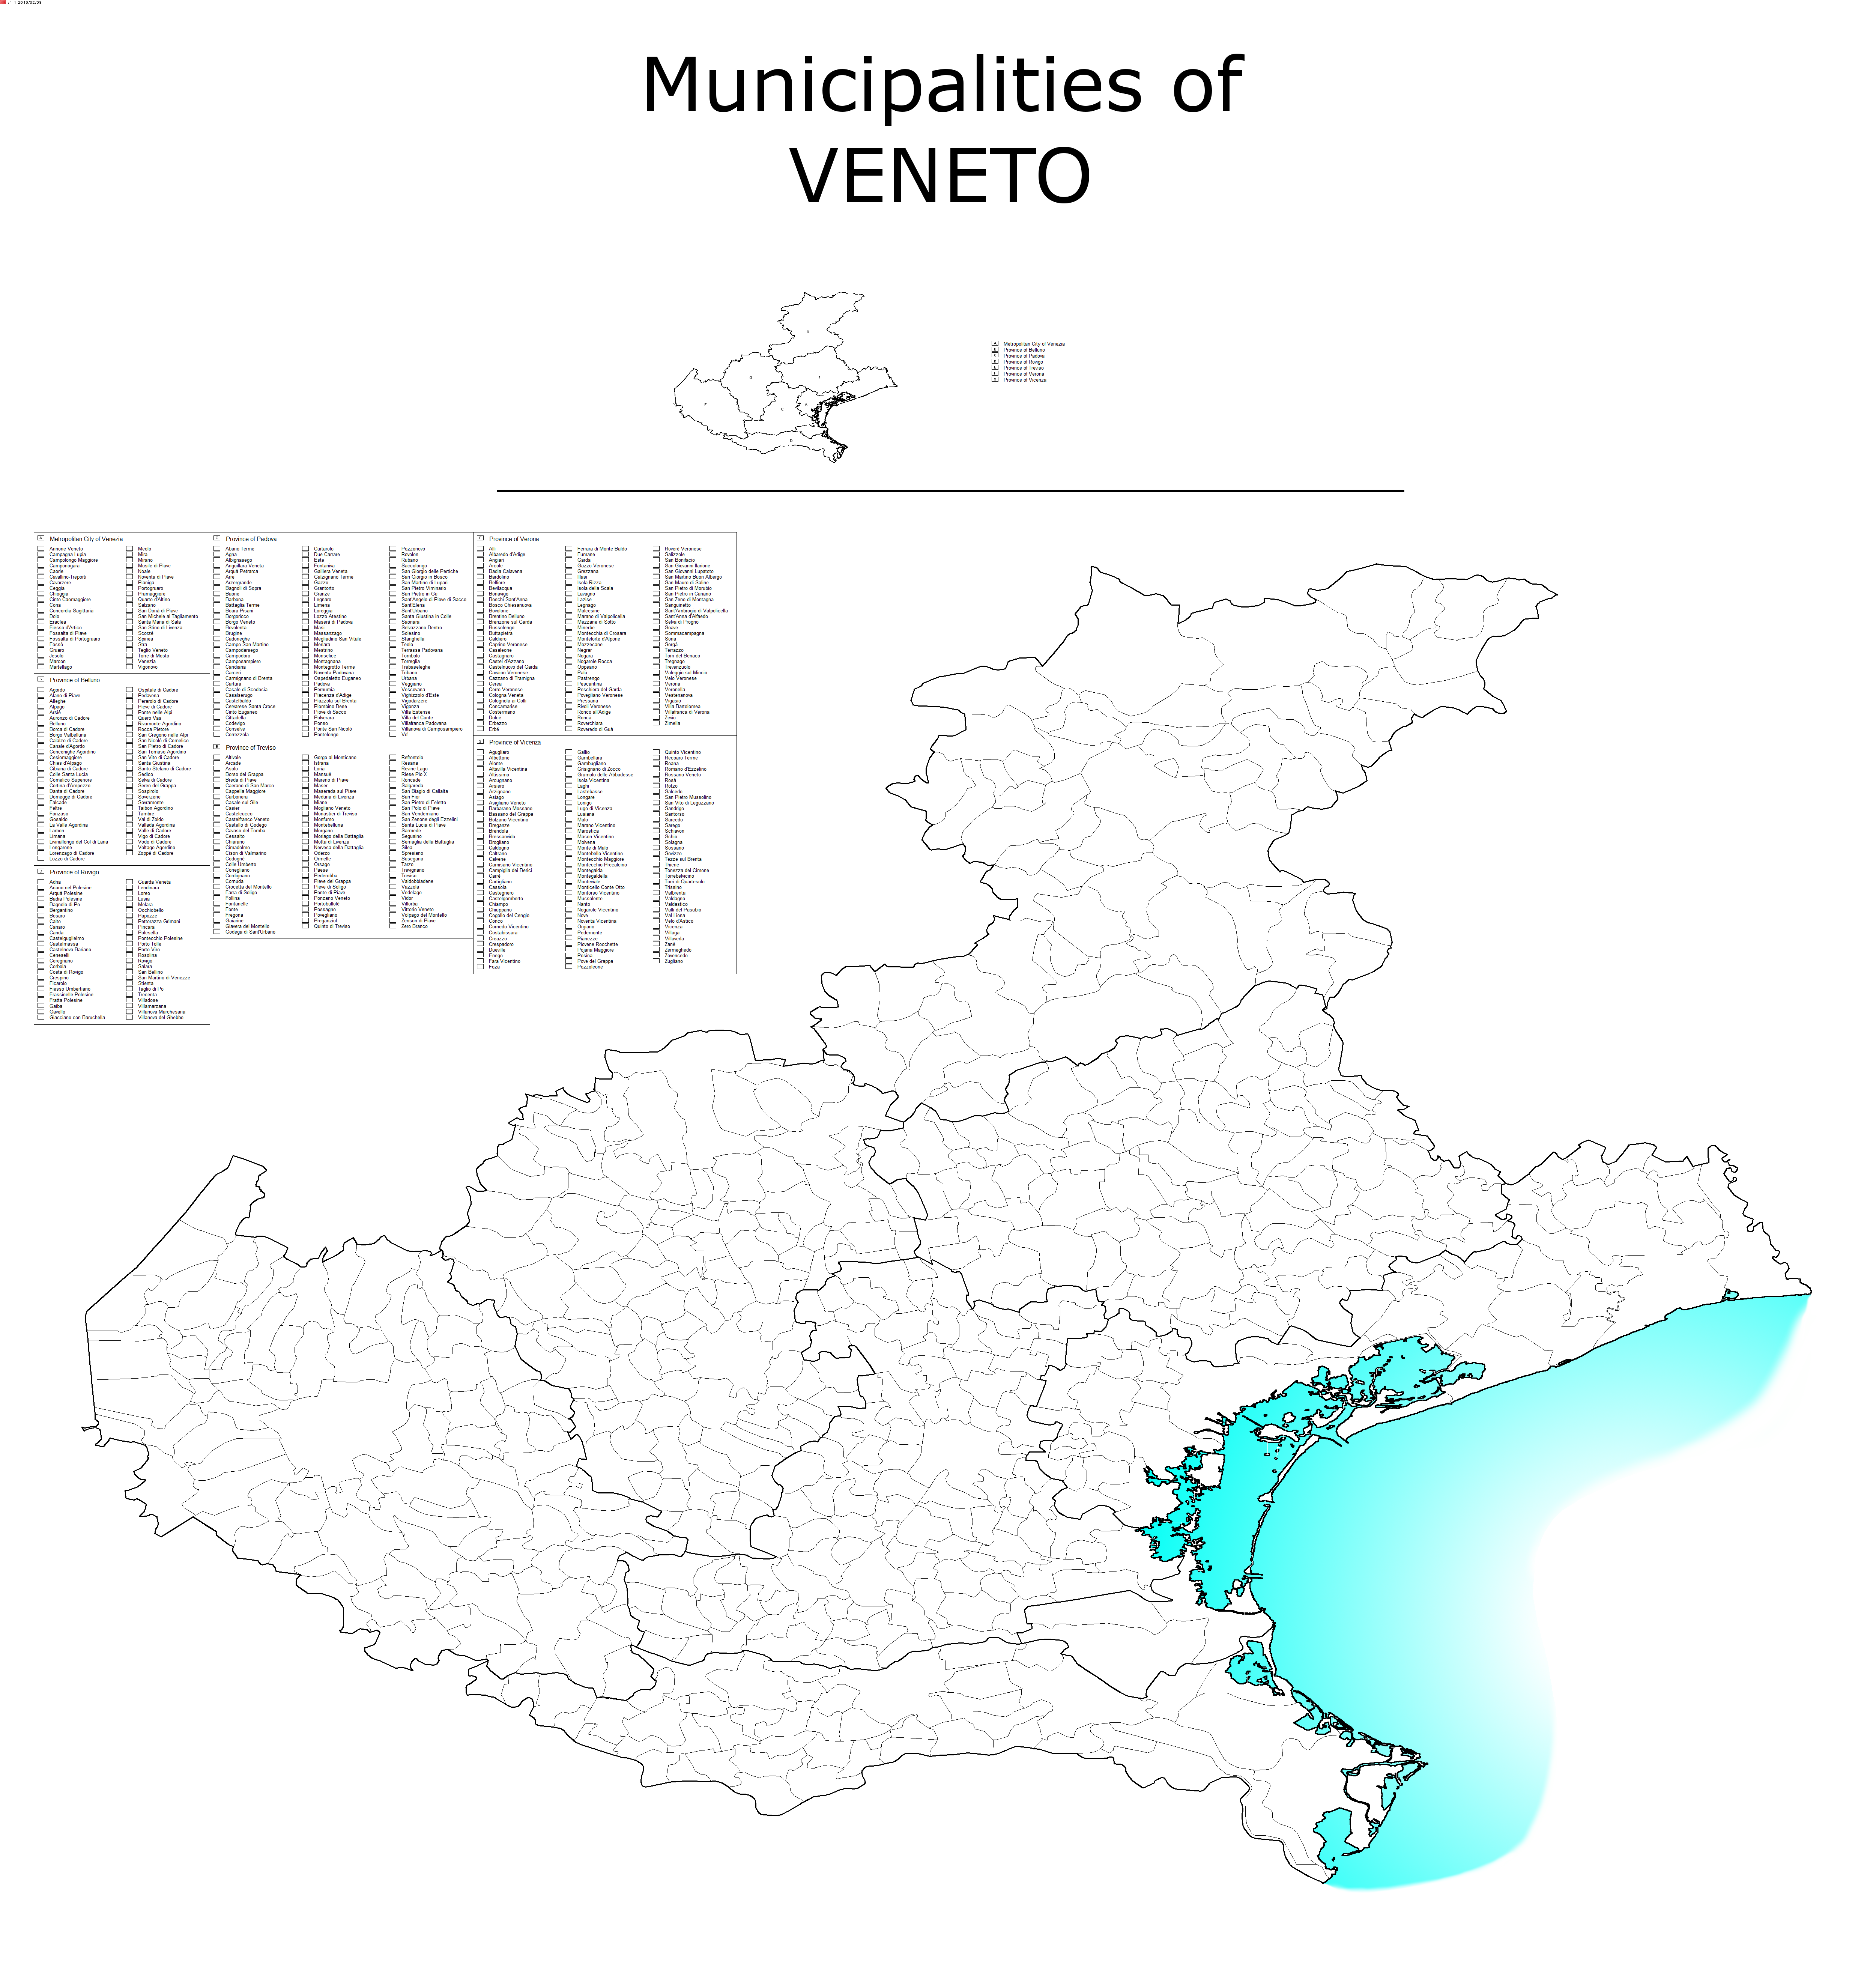 v1.1 2019/02/09
Municipalities of
VENETO
A Metropolitan City of Venezia
B Province of Belluno
C Province of Padova
D Province of Rovigo
E Province of Treviso
F Province of Verona
G Province of Vicenza
B
G
E
F
C
A
D
A Metropolitan City of Venezia
Annone Veneto
Campagna Lupia
Campolongo Maggiore
Camponogara
Caorle
Cavallino-Treporti
Cavarzere
Ceggia
Chioggia
Cinto Caomaggiore
Cona
Concordia Sagittaria
Dolo
Eraclea
Fiesso d'Artico
Fossalta di Piave
Fossalta di Portogruaro
Fossò
Gruaro
Jesolo
Marcon
Martellago
Meolo
Mira
Mirano
Musile di Piave
Noale
Noventa di Piave
Pianiga
Portogruaro
Pramaggiore
Quarto d'Altino
Salzano
San Donà di Piave
San Michele al Tagliamento
Santa Maria di Sala
San Stino di Livenza
Scorzè
Spinea
Stra
Teglio Veneto
Torre di Mosto
Venezia
Vigonovo
B Province of Belluno
Agordo
Alano di Piave
Alleghe
Alpago
Arsiè
Auronzo di Cadore
Belluno
Borca di Cadore
Borgo Valbelluna
Calalzo di Cadore
Canale d'Agordo
Cencenighe Agordino
Cesiomaggiore
Chies d'Alpago
Cibiana di Cadore
Colle Santa Lucia
Comelico Superiore
Cortina d'Ampezzo
Danta di Cadore
Domegge di Cadore
Falcade
Feltre
Fonzaso
Gosaldo
La Valle Agordina
Lamon
Limana
Livinallongo del Col di Lana
Longarone
Lorenzago di Cadore
Lozzo di Cadore
Ospitale di Cadore
Pedavena
Perarolo di Cadore
Pieve di Cadore
Ponte nelle Alpi
Quero Vas
Rivamonte Agordino
Rocca Pietore
San Gregorio nelle Alpi
San Nicolò di Comelico
San Pietro di Cadore
San Tomaso Agordino
San Vito di Cadore
Santa Giustina
Santo Stefano di Cadore
Sedico
Selva di Cadore
Seren del Grappa
Sospirolo
Soverzene
Sovramonte
Taibon Agordino
Tambre
Val di Zoldo
Vallada Agordina
Valle di Cadore
Vigo di Cadore
Vodo di Cadore
Voltago Agordino
Zoppè di Cadore
D Province of Rovigo
Adria
Ariano nel Polesine
Arquà Polesine
Badia Polesine
Bagnolo di Po
Bergantino
Bosaro
Calto
Canaro
Canda
Castelguglielmo
Castelmassa
Castelnovo Bariano
Ceneselli
Ceregnano
Corbola
Costa di Rovigo
Crespino
Ficarolo
Fiesso Umbertiano
Frassinelle Polesine
Fratta Polesine
Gaiba
Gavello
Giacciano con Baruchella
Guarda Veneta
Lendinara
Loreo
Lusia
Melara
Occhiobello
Papozze
Pettorazza Grimani
Pincara
Polesella
Pontecchio Polesine
Porto Tolle
Porto Viro
Rosolina
Rovigo
Salara
San Bellino
San Martino di Venezze
Stienta
Taglio di Po
Trecenta
Villadose
Villamarzana
Villanova Marchesana
Villanova del Ghebbo
C Province of Padova
Abano Terme
Agna
Albignasego
Anguillara Veneta
Arquà Petrarca
Arre
Arzergrande
Bagnoli di Sopra
Baone
Barbona
Battaglia Terme
Boara Pisani
Borgoricco
Borgo Veneto
Bovolenta
Brugine
Cadoneghe
Campo San Martino
Campodarsego
Campodoro
Camposampiero
Candiana
Carceri
Carmignano di Brenta
Cartura
Casale di Scodosia
Casalserugo
Castelbaldo
Cervarese Santa Croce
Cinto Euganeo
Cittadella
Codevigo
Conselve
Correzzola
Curtarolo
Due Carrare
Este
Fontaniva
Galliera Veneta
Galzignano Terme
Gazzo
Grantorto
Granze
Legnaro
Limena
Loreggia
Lozzo Atestino
Maserà di Padova
Masi
Massanzago
Megliadino San Vitale
Merlara
Mestrino
Monselice
Montagnana
Montegrotto Terme
Noventa Padovana
Ospedaletto Euganeo
Padova
Pernumia
Piacenza d'Adige
Piazzola sul Brenta
Piombino Dese
Piove di Sacco
Polverara
Ponso
Ponte San Nicolò
Pontelongo
Pozzonovo
Rovolon
Rubano
Saccolongo
San Giorgio delle Pertiche
San Giorgio in Bosco
San Martino di Lupari
San Pietro Viminario
San Pietro in Gu
Sant'Angelo di Piove di Sacco
Sant'Elena
Sant'Urbano
Santa Giustina in Colle
Saonara
Selvazzano Dentro
Solesino
Stanghella
Teolo
Terrassa Padovana
Tombolo
Torreglia
Trebaseleghe
Tribano
Urbana
Veggiano
Vescovana
Vighizzolo d'Este
Vigodarzere
Vigonza
Villa Estense
Villa del Conte
Villafranca Padovana
Villanova di Camposampiero
Vo'
E Province of Treviso
Altivole
Arcade
Asolo
Borso del Grappa
Breda di Piave
Caerano di San Marco
Cappella Maggiore
Carbonera
Casale sul Sile
Casier
Castelcucco
Castelfranco Veneto
Castello di Godego
Cavaso del Tomba
Cessalto
Chiarano
Cimadolmo
Cison di Valmarino
Codognè
Colle Umberto
Conegliano
Cordignano
Cornuda
Crocetta del Montello
Farra di Soligo
Follina
Fontanelle
Fonte
Fregona
Gaiarine
Giavera del Montello
Godega di Sant'Urbano
Gorgo al Monticano
Istrana
Loria
Mansuè
Mareno di Piave
Maser
Maserada sul Piave
Meduna di Livenza
Miane
Mogliano Veneto
Monastier di Treviso
Monfumo
Montebelluna
Morgano
Moriago della Battaglia
Motta di Livenza
Nervesa della Battaglia
Oderzo
Ormelle
Orsago
Paese
Pederobba
Pieve del Grappa
Pieve di Soligo
Ponte di Piave
Ponzano Veneto
Portobuffolè
Possagno
Povegliano
Preganziol
Quinto di Treviso
Refrontolo
Resana
Revine Lago
Riese Pio X
Roncade
Salgareda
San Biagio di Callalta
San Fior
San Pietro di Feletto
San Polo di Piave
San Vendemiano
San Zenone degli Ezzelini
Santa Lucia di Piave
Sarmede
Segusino
Sernaglia della Battaglia
Silea
Spresiano
Susegana
Tarzo
Trevignano
Treviso
Valdobbiadene
Vazzola
Vedelago
Vidor
Villorba
Vittorio Veneto
Volpago del Montello
Zenson di Piave
Zero Branco
F Province of Verona
Affi
Albaredo d'Adige
Angiari
Arcole
Badia Calavena
Bardolino
Belfiore
Bevilacqua
Bonavigo
Boschi Sant'Anna
Bosco Chiesanuova
Bovolone
Brentino Belluno
Brenzone sul Garda
Bussolengo
Buttapietra
Caldiero
Caprino Veronese
Casaleone
Castagnaro
Castel d'Azzano
Castelnuovo del Garda
Cavaion Veronese
Cazzano di Tramigna
Cerea
Cerro Veronese
Cologna Veneta
Colognola ai Colli
Concamarise
Costermano
Dolcè
Erbezzo
Erbè
Ferrara di Monte Baldo
Fumane
Garda
Gazzo Veronese
Grezzana
Illasi
Isola Rizza
Isola della Scala
Lavagno
Lazise
Legnago
Malcesine
Marano di Valpolicella
Mezzane di Sotto
Minerbe
Montecchia di Crosara
Monteforte d'Alpone
Mozzecane
Negrar
Nogara
Nogarole Rocca
Oppeano
Palù
Pastrengo
Pescantina
Peschiera del Garda
Povegliano Veronese
Pressana
Rivoli Veronese
Ronco all'Adige
Roncà
Roverchiara
Roveredo di Guà
Roverè Veronese
Salizzole
San Bonifacio
San Giovanni Ilarione
San Giovanni Lupatoto
San Martino Buon Albergo
San Mauro di Saline
San Pietro di Morubio
San Pietro in Cariano
San Zeno di Montagna
Sanguinetto
Sant'Ambrogio di Valpolicella
Sant'Anna d'Alfaedo
Selva di Progno
Soave
Sommacampagna
Sona
Sorgà
Terrazzo
Torri del Benaco
Tregnago
Trevenzuolo
Valeggio sul Mincio
Velo Veronese
Verona
Veronella
Vestenanova
Vigasio
Villa Bartolomea
Villafranca di Verona
Zevio
Zimella
G Province of Vicenza
Agugliaro
Albettone
Alonte
Altavilla Vicentina
Altissimo
Arcugnano
Arsiero
Arzignano
Asiago
Asigliano Veneto
Barbarano Mossano
Bassano del Grappa
Bolzano Vicentino
Breganze
Brendola
Bressanvido
Brogliano
Caldogno
Caltrano
Calvene
Camisano Vicentino
Campiglia dei Berici
Carrè
Cartigliano
Cassola
Castegnero
Castelgomberto
Chiampo
Chiuppano
Cogollo del Cengio
Conco
Cornedo Vicentino
Costabissara
Creazzo
Crespadoro
Dueville
Enego
Fara Vicentino
Foza
Gallio
Gambellara
Gambugliano
Grisignano di Zocco
Grumolo delle Abbadesse
Isola Vicentina
Laghi
Lastebasse
Longare
Lonigo
Lugo di Vicenza
Lusiana
Malo
Marano Vicentino
Marostica
Mason Vicentino
Molvena
Monte di Malo
Montebello Vicentino
Montecchio Maggiore
Montecchio Precalcino
Montegalda
Montegaldella
Monteviale
Monticello Conte Otto
Montorso Vicentino
Mussolente
Nanto
Nogarole Vicentino
Nove
Noventa Vicentina
Orgiano
Pedemonte
Pianezze
Piovene Rocchette
Pojana Maggiore
Posina
Pove del Grappa
Pozzoleone
Quinto Vicentino
Recoaro Terme
Roana
Romano d'Ezzelino
Rossano Veneto
Rosà
Rotzo
Salcedo
San Pietro Mussolino
San Vito di Leguzzano
Sandrigo
Santorso
Sarcedo
Sarego
Schiavon
Schio
Solagna
Sossano
Sovizzo
Tezze sul Brenta
Thiene
Tonezza del Cimone
Torrebelvicino
Torri di Quartesolo
Trissino
Valbrenta
Valdagno
Valdastico
Valli del Pasubio
Val Liona
Velo d'Astico
Vicenza
Villaga
Villaverla
Zanè
Zermeghedo
Zovencedo
Zugliano